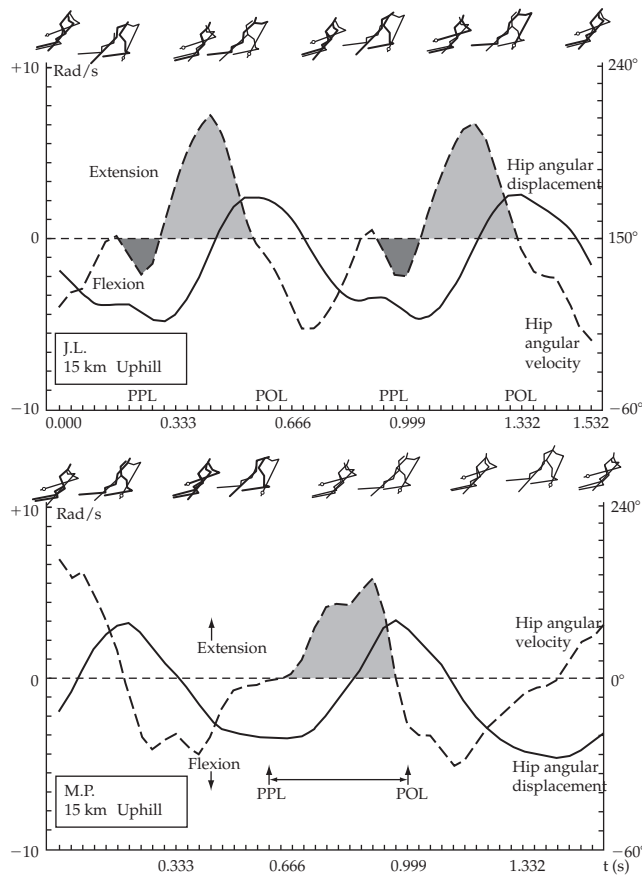 +10
Rad/s
240°
Extension
Hip angular
displacement
0
150°
Flexion
J.L.
15 km Uphill
Hip
angular
velocity
PPL
POL
PPL
POL
−10
−60°
0.000
0.333
0.666
0.999
1.332
1.532
+10
Rad/s
240°
Extension
Hip angular
velocity
0
0°
Flexion
Hip angular
displacement
PPL
POL
M.P.
15 km Uphill
−10
−60°
0.333
0.666
0.999
1.332
t (s)